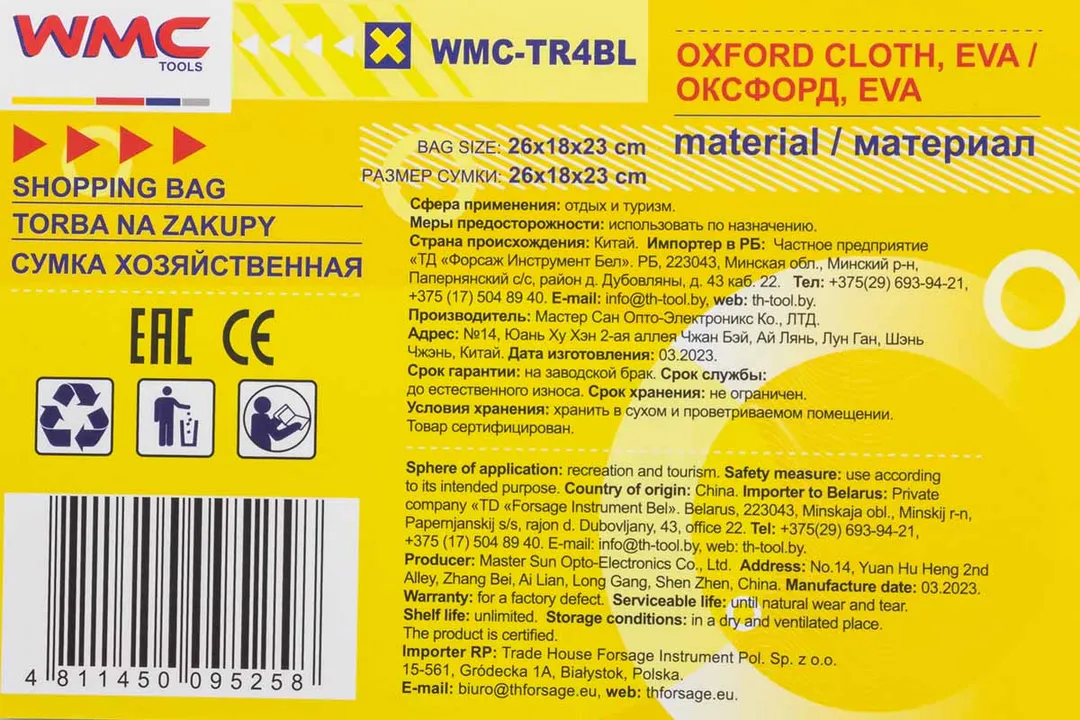 WMC
TOOLS
WMC-TR4BL
OXFORD CLOTH, EVA /
ОКСФОРД, EVA
material / материал
BAG SIZE: 26x18x23 cm
РАЗМЕР СУМКИ: 26x18x23 cm
SHOPPING BAG
TORBA NA ZAKUPY
СУМКА ХОЗЯЙСТВЕННАЯ
EAC CE
Сфера применения: отдых и туризм.
Меры предосторожности: использовать по назначению.
Страна происхождения: Китай. Импортер в РБ: Частное предприятие
«ТД «Форсаж Инструмент Бел». РБ, 223043, Минская обл., Минский р-н,
Папернянский с/с, район д. Дубовляны, д. 43 каб. 22. Тел: +375(29) 693-94-21,
+375 (17) 504 89 40. E-mail: info@th-tool.by, web: th-tool.by.
Производитель: Мастер Сан Опто-Электроникс Ко., ЛТД.
Адрес: №14, Юань Ху Хэн 2-ая аллея Чжан Бэй, Ай Лянь, Лун Ган, Шэнь
Чжэнь, Китай. Дата изготовления: 03.2023.
Срок гарантии: на заводской брак. Срок службы:
до естественного износа. Срок хранения: не ограничен.
Условия хранения: хранить в сухом и проветриваемом помещении.
Товар сертифицирован.
Sphere of application: recreation and tourism. Safety measure: use according
to its intended purpose. Country of origin: China. Importer to Belarus: Private
company «TD «Forsage Instrument Bel». Belarus, 223043, Minskaja obl., Minskij r-n,
Papernjanskij s/s, rajon d. Dubovljany, 43, office 22. Tel: +375(29) 693-94-21,
+375 (17) 504 89 40. E-mail: info@th-tool.by, web: th-tool.by.
Producer: Master Sun Opto-Electronics Co., Ltd. Address: No.14, Yuan Hu Heng 2nd
Alley, Zhang Bei, Ai Lian, Long Gang, Shen Zhen, China. Manufacture date: 03.2023.
Warranty: for a factory defect. Serviceable life: until natural wear and tear.
Shelf life: unlimited. Storage conditions: in a dry and ventilated place.
The product is certified.
Importer RP: Trade House Forsage Instrument Pol. Sp. z o.o.
15-561, Gródecka 1A, Białystok, Polska.
E-mail: biuro@thforsage.eu, web: thforsage.eu.
4 811450 095258